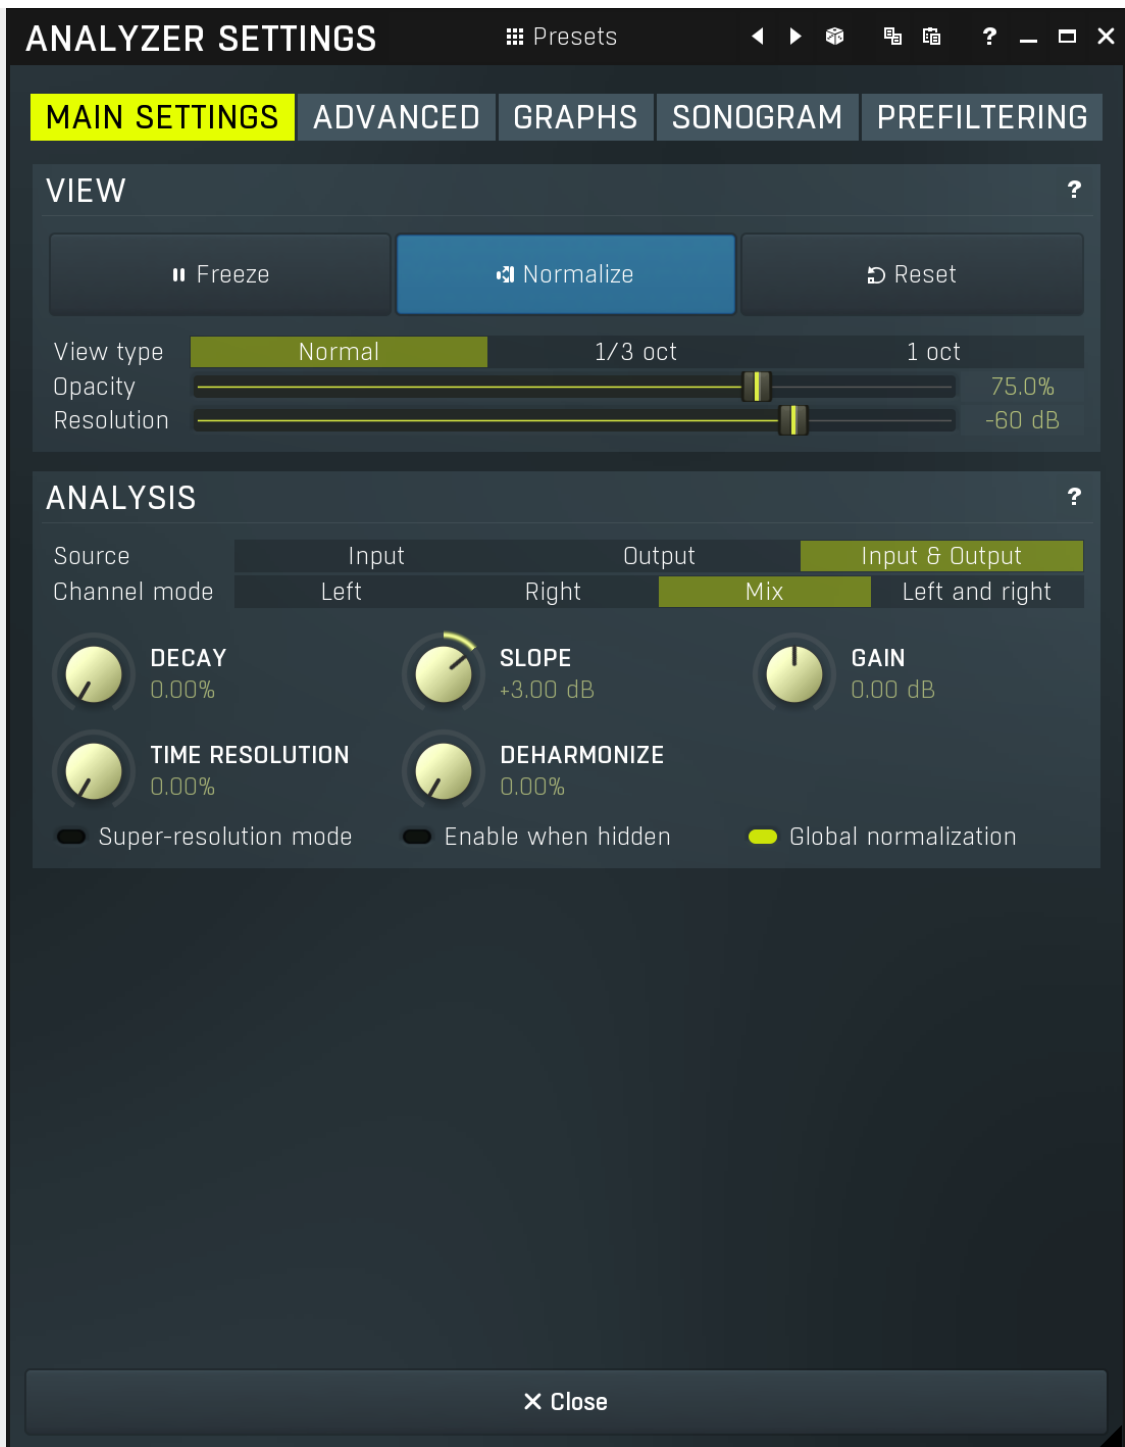 ANALYZER SETTINGS Presets ?
MAIN SETTINGS ADVANCED GRAPHS SONOGRAM PREFILTERING
VIEW ?
Freeze Normalize Reset
View type Normal 1/3 oct 1 oct
Opacity 75.0%
Resolution -60 dB
ANALYSIS ?
Source Input Output Input & Output
Channel mode Left Right Mix Left and right
DECAY SLOPE GAIN
0.00% +3.00 dB 0.00 dB
TIME RESOLUTION DEHARMONIZE
0.00% 0.00%
Super-resolution mode Enable when hidden Global normalization
Close